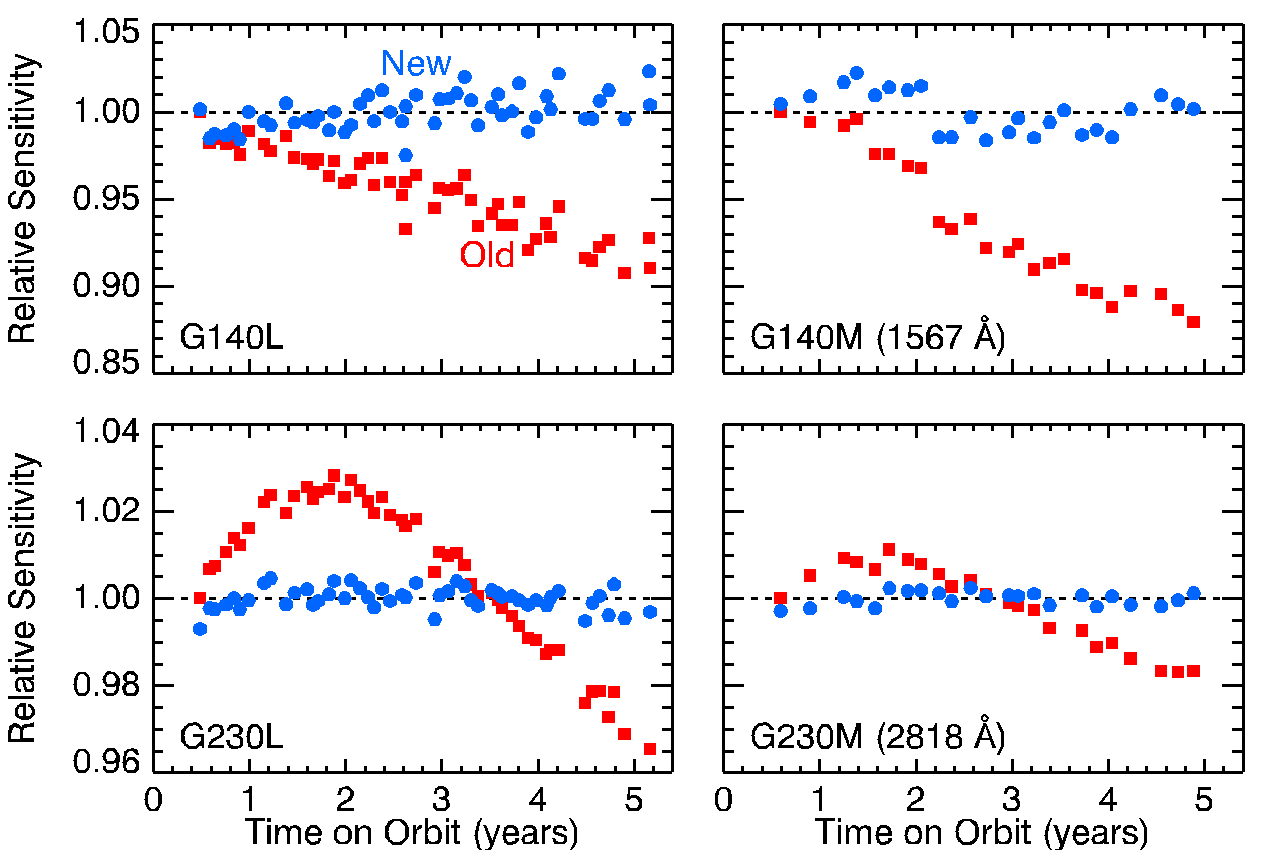 1.05
1.00
0.95
0.90
0.85
Relative Sensitivity
New
Old
G140L
G140M (1567 Å)
1.04
1.02
1.00
0.98
0.96
Relative Sensitivity
G230L
G230M (2818 Å)
0 1 2 3 4 5
0 1 2 3 4 5
Time on Orbit (years)
Time on Orbit (years)